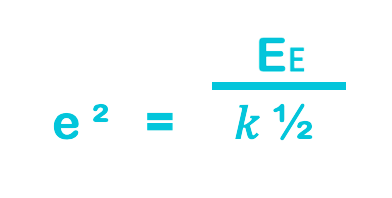 e² = Eᴇ
k ½